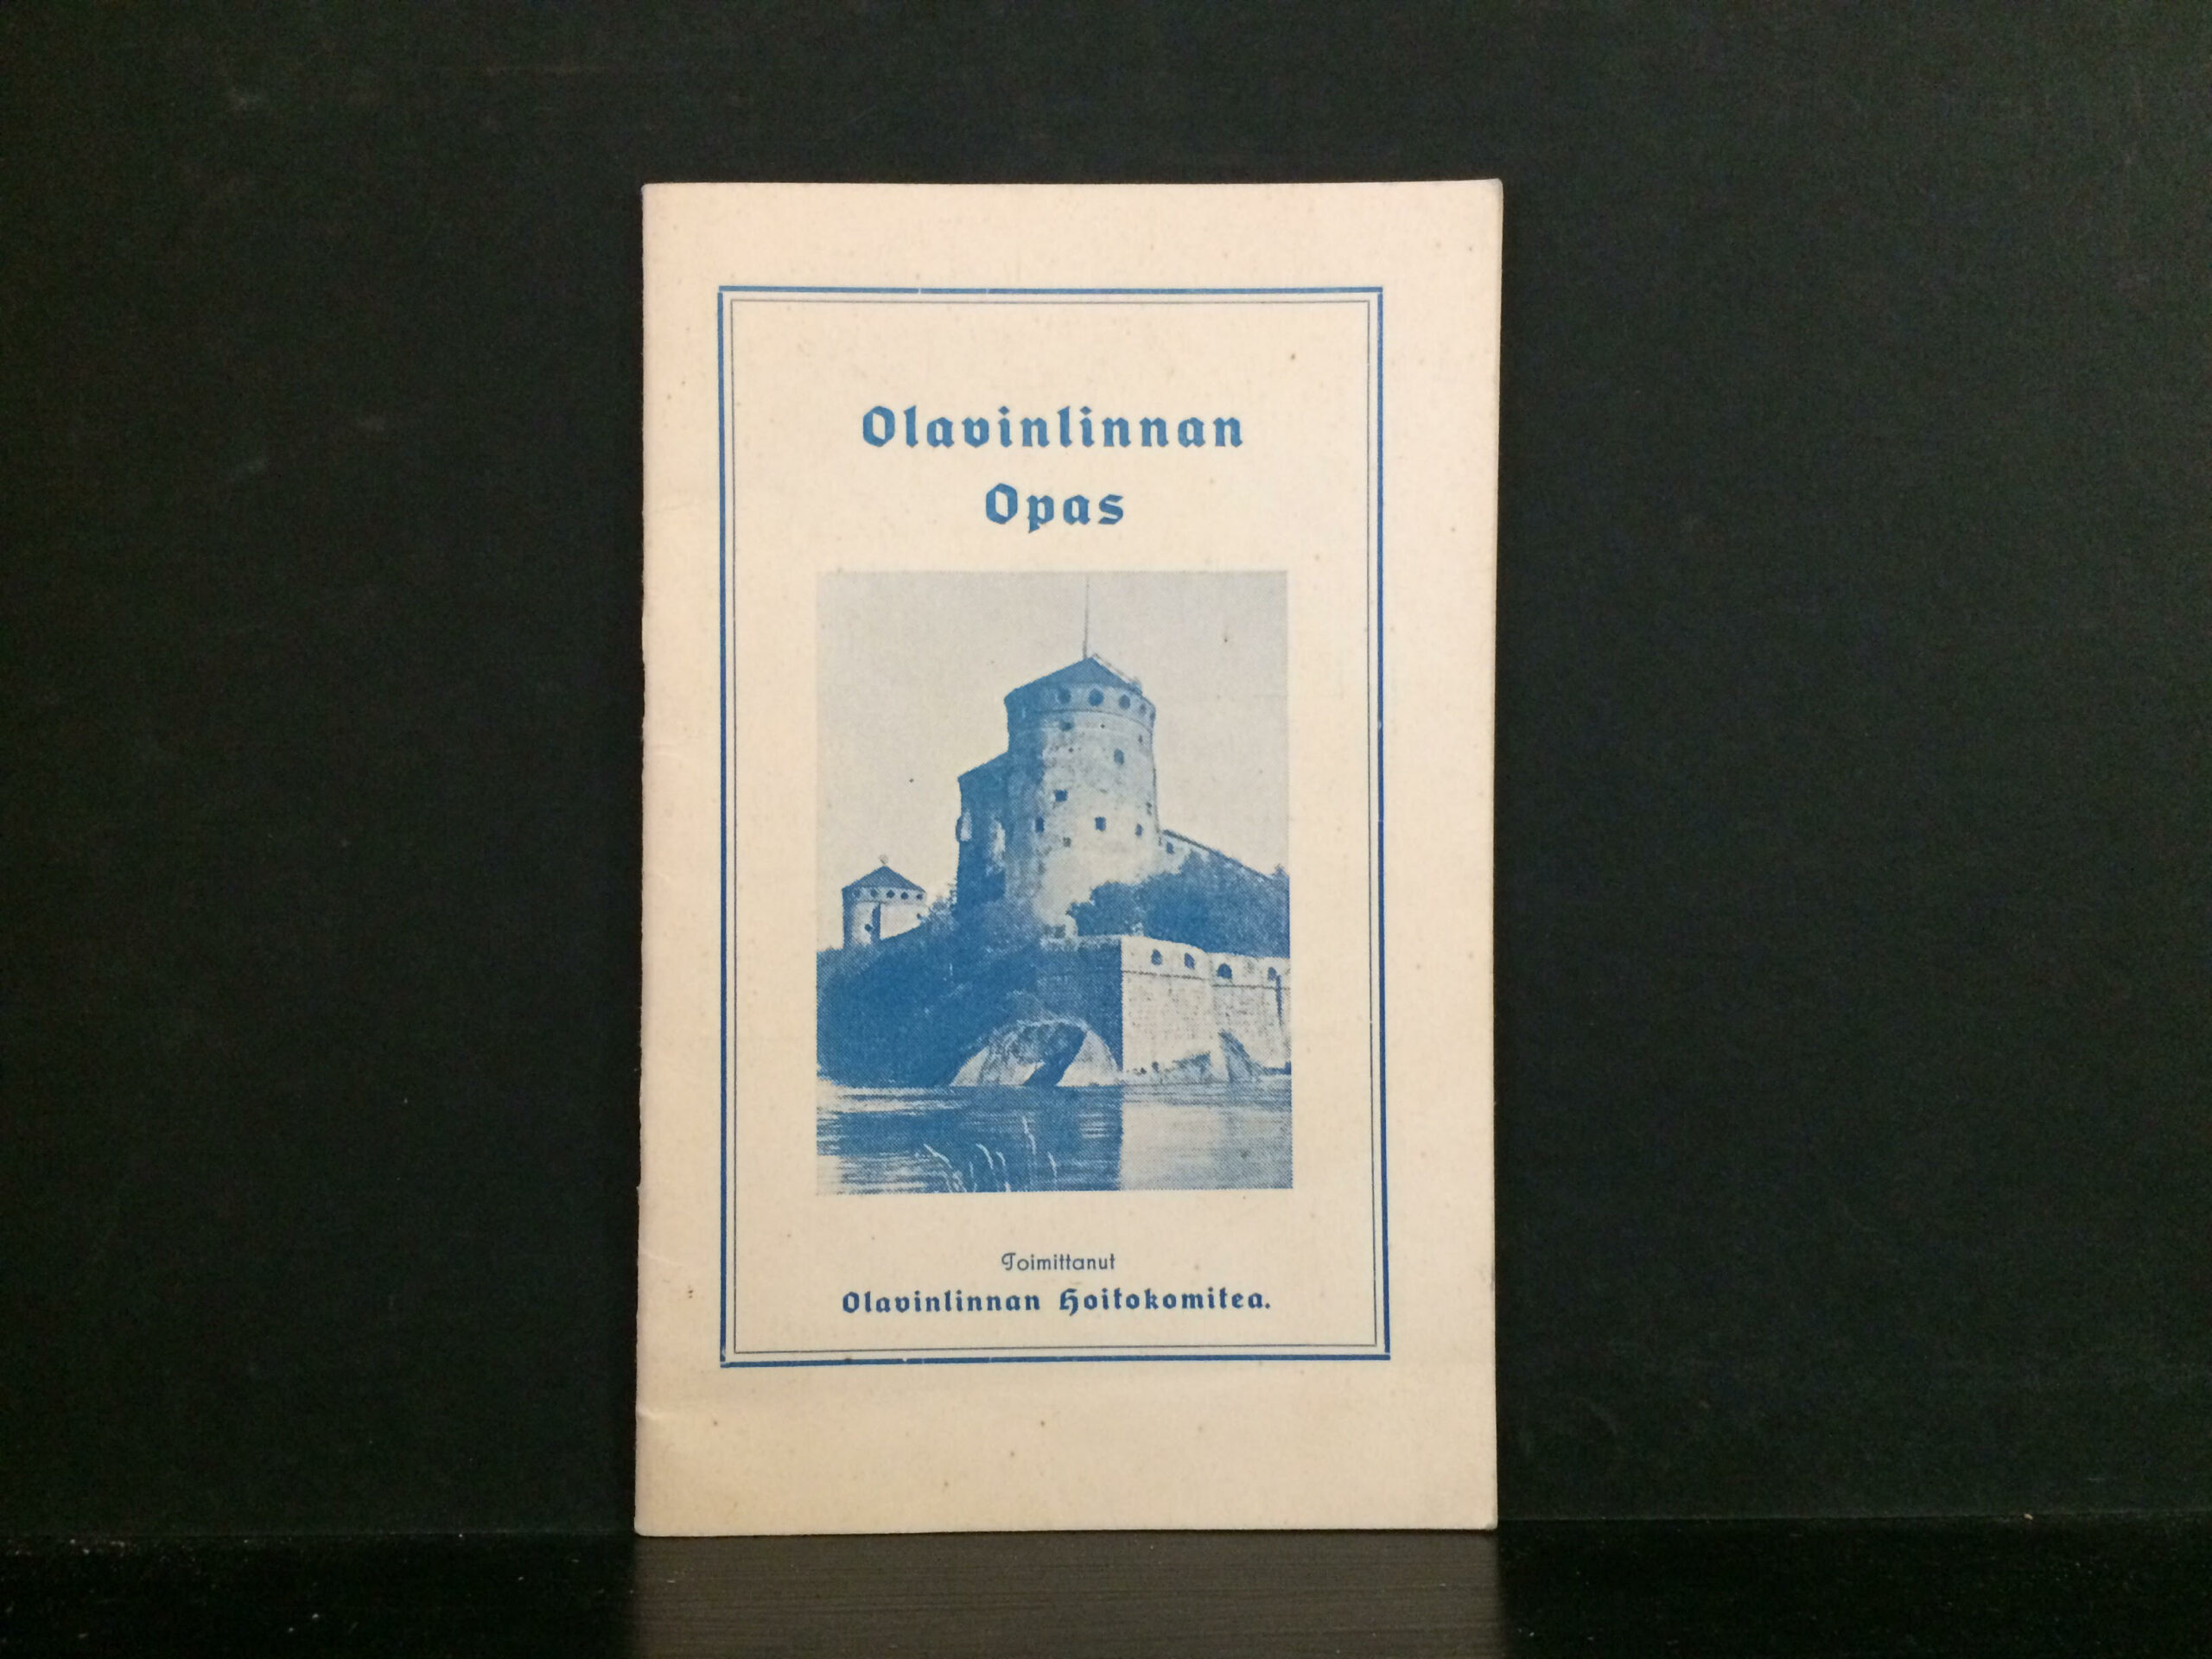 Olavinlinnan
Opas
Toimittanut
Olavinlinnan Hoitokomitea.